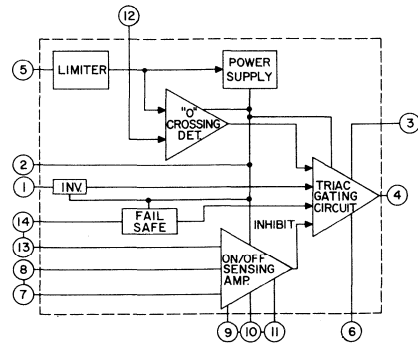 12
5
LIMITER
POWER
SUPPLY
"O"
CROSSING
DET.
3
2
1
INV.
TRIAC
GATING
CIRCUIT
4
14
FAIL
SAFE
INHIBIT
13
8
ON/OFF
SENSING
AMP.
7
9
10
11
6